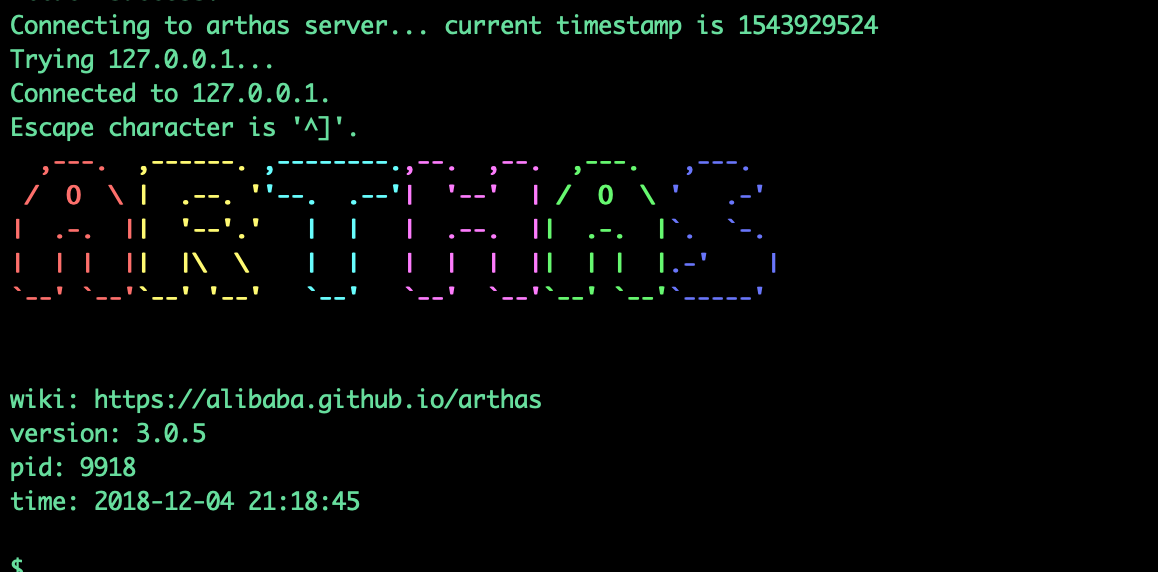 Connecting to arthas server... current timestamp is 1543929524
Trying 127.0.0.1...
Connected to 127.0.0.1.
Escape character is '^]'.
ARTHAS
wiki: https://alibaba.github.io/arthas
version: 3.0.5
pid: 9918
time: 2018-12-04 21:18:45
$